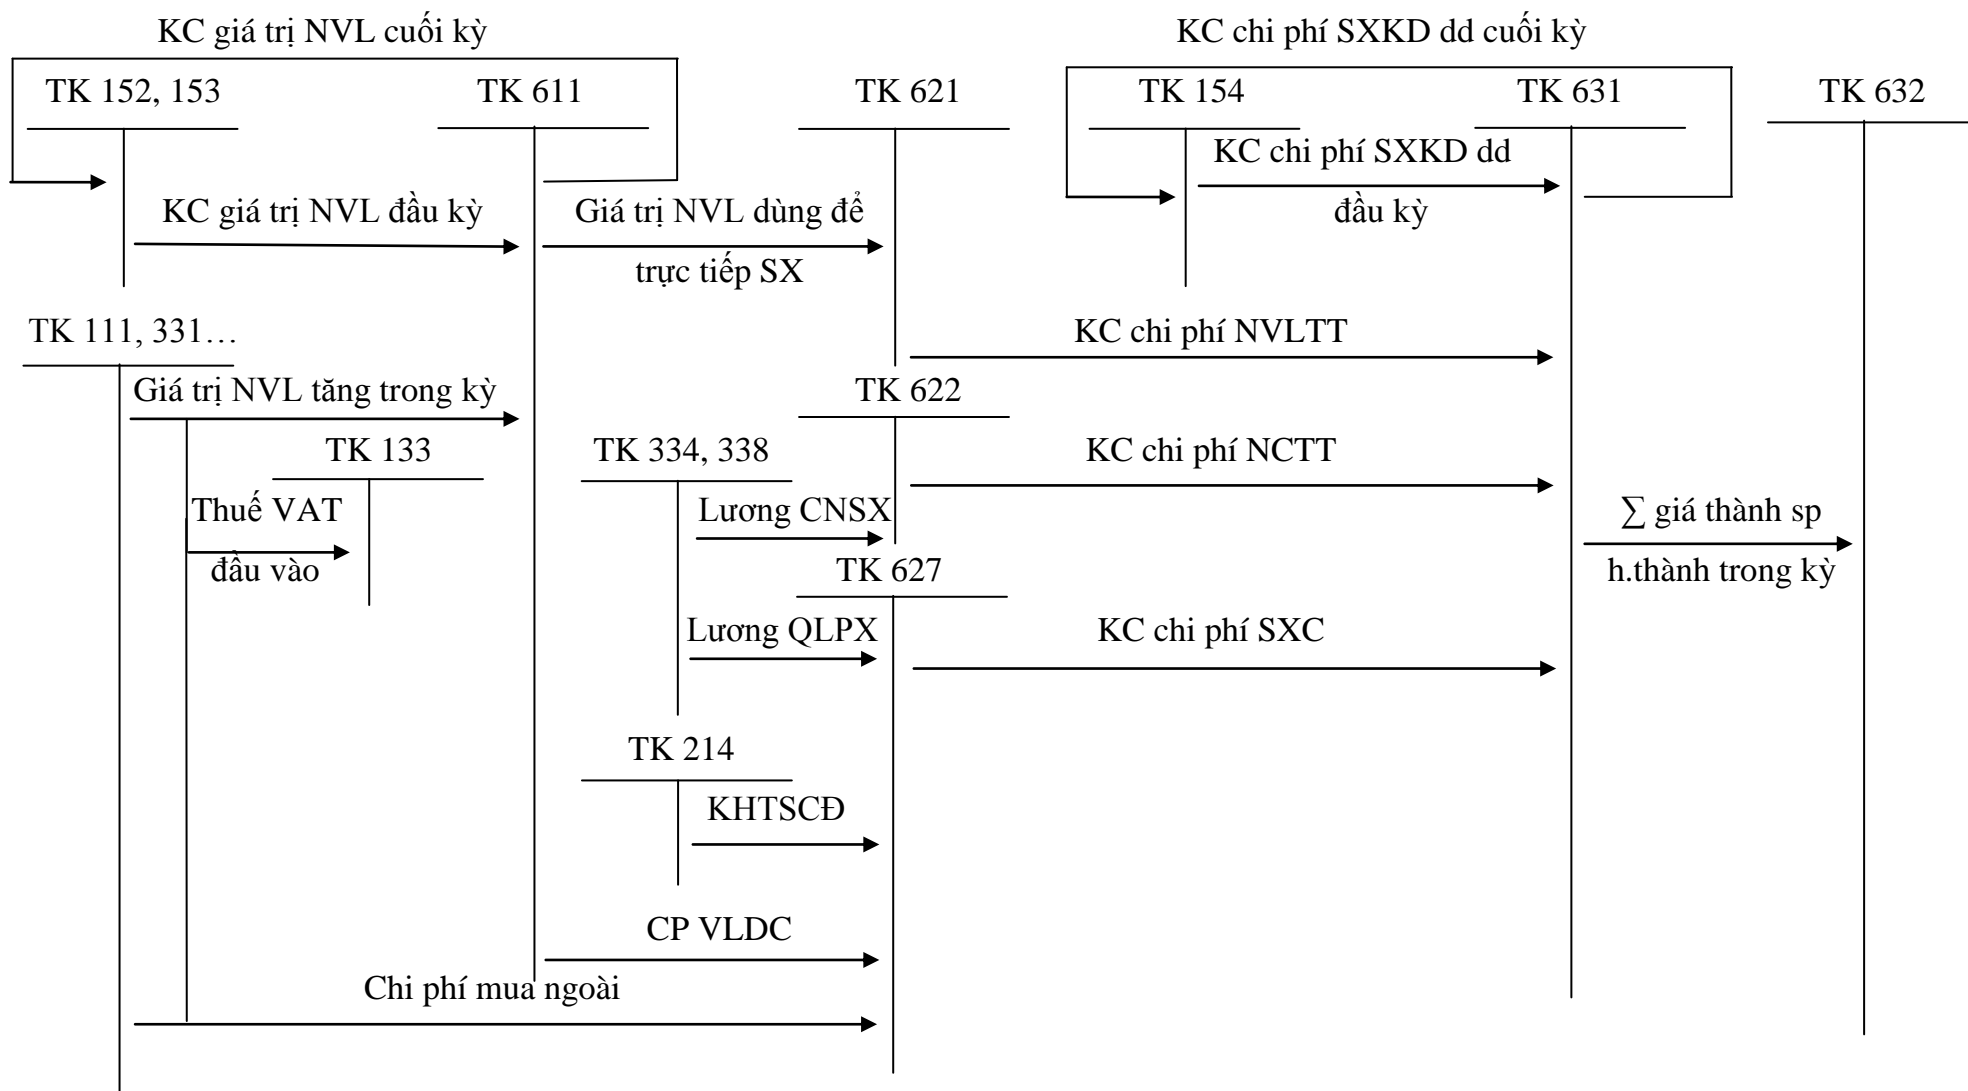 KC giá trị NVL cuối kỳ
KC chi phí SXKD dd cuối kỳ
TK 152, 153
TK 611
TK 621
TK 154
TK 631
TK 632
KC chi phí SXKD dd
đầu kỳ
KC giá trị NVL đầu kỳ
Giá trị NVL dùng để
trực tiếp SX
TK 111, 331…
KC chi phí NVLTT
Giá trị NVL tăng trong kỳ
TK 622
TK 133
TK 334, 338
KC chi phí NCTT
Thuế VAT
đầu vào
Lương CNSX
∑ giá thành sp
h.thành trong kỳ
TK 627
Lương QLPX
KC chi phí SXC
TK 214
KHTSCĐ
CP VLDC
Chi phí mua ngoài